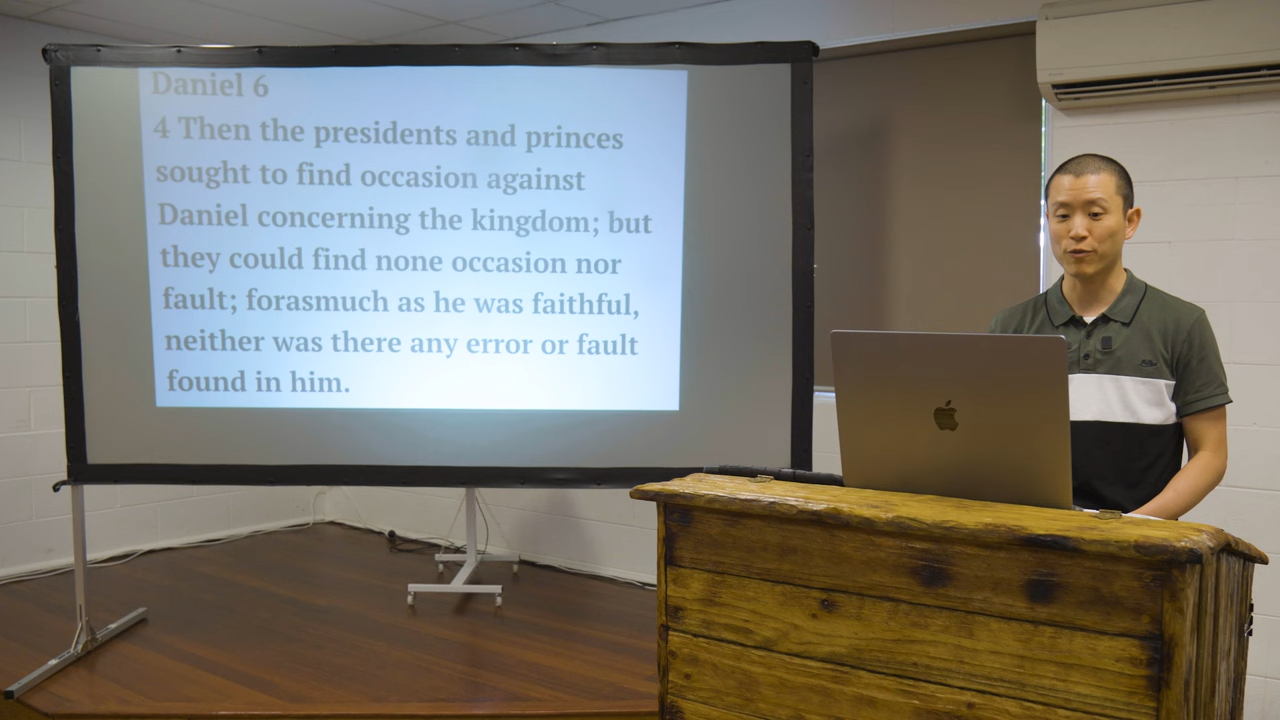 Daniel 6
4 Then the presidents and princes
sought to find occasion against
Daniel concerning the kingdom; but
they could find none occasion nor
fault; forasmuch as he was faithful,
neither was there any error or fault
found in him.